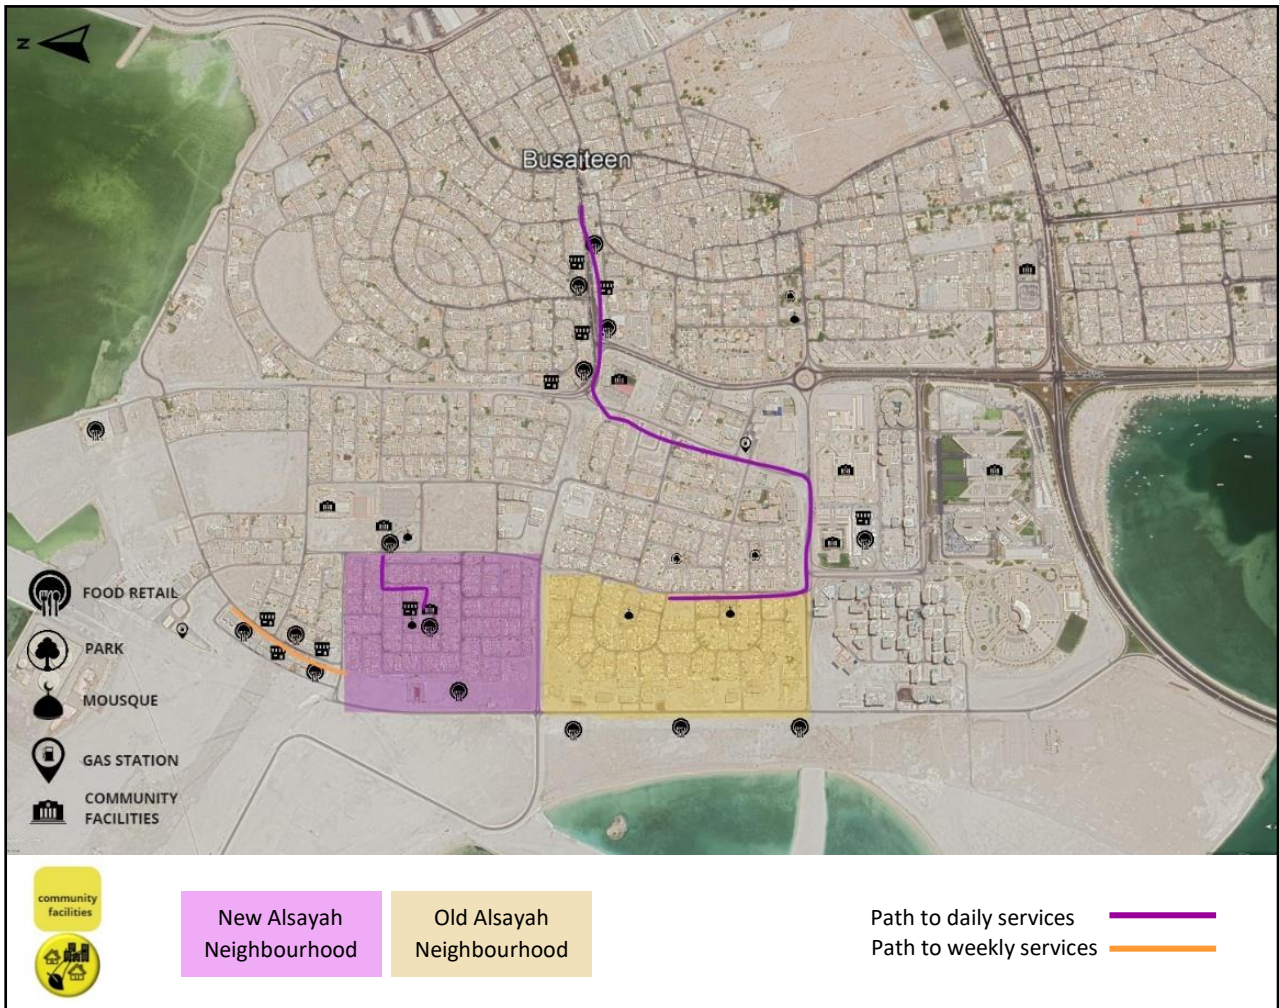 N
Busaiteen
FOOD RETAIL
PARK
MOUSQUE
GAS STATION
COMMUNITY
FACILITIES
community
facilities
New Alsayah
Neighbourhood
Old Alsayah
Neighbourhood
Path to daily services
Path to weekly services